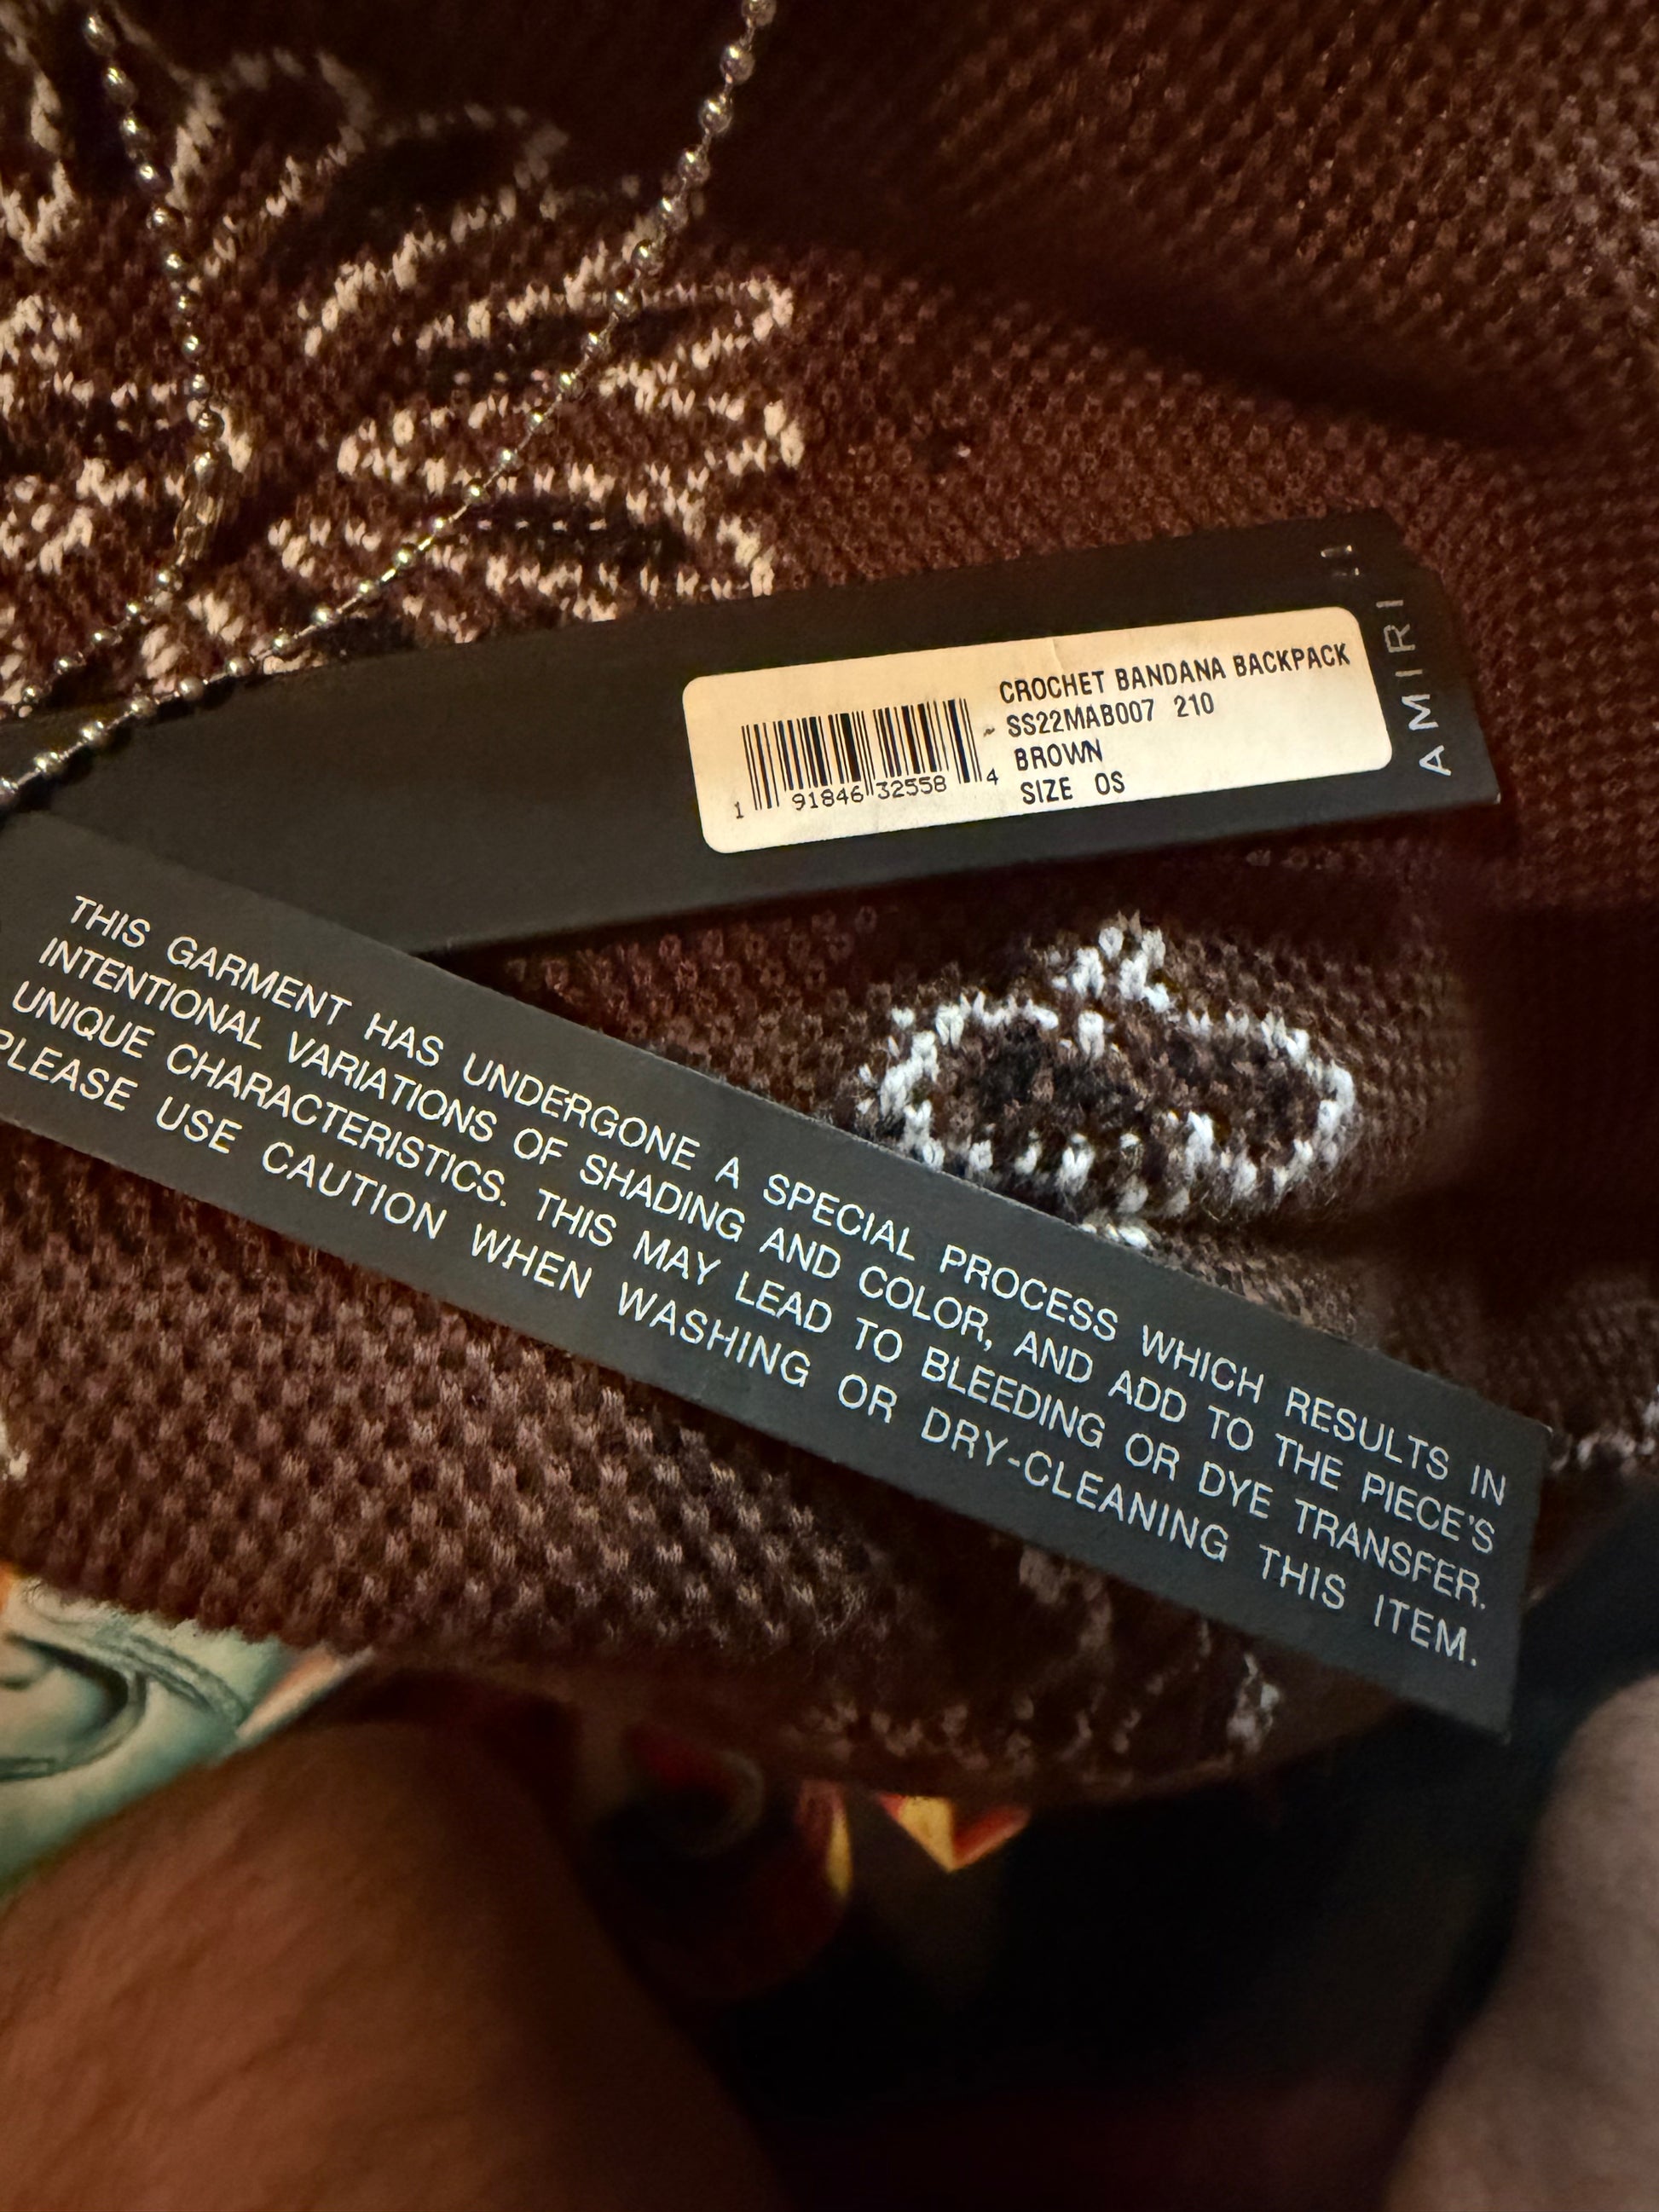 CROCHET BANDANA BACKPACK
SS22MAB007 210
BROWN
SIZE OS
1 91846 32558 4
AMIRI
THIS GARMENT HAS UNDERGONE A SPECIAL PROCESS WHICH RESULTS IN
INTENTIONAL VARIATIONS OF SHADING AND COLOR, AND ADD TO THE PIECE'S
UNIQUE CHARACTERISTICS. THIS MAY LEAD TO BLEEDING OR DYE TRANSFER.
PLEASE USE CAUTION WHEN WASHING OR DRY-CLEANING THIS ITEM.